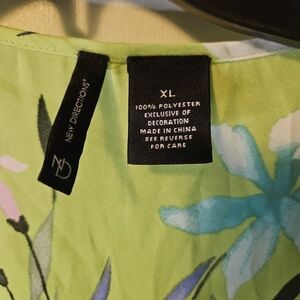 NEW DIRECTIONS®
ND
XL
100% POLYESTER
EXCLUSIVE OF
DECORATION
MADE IN CHINA
SEE REVERSE
FOR CARE